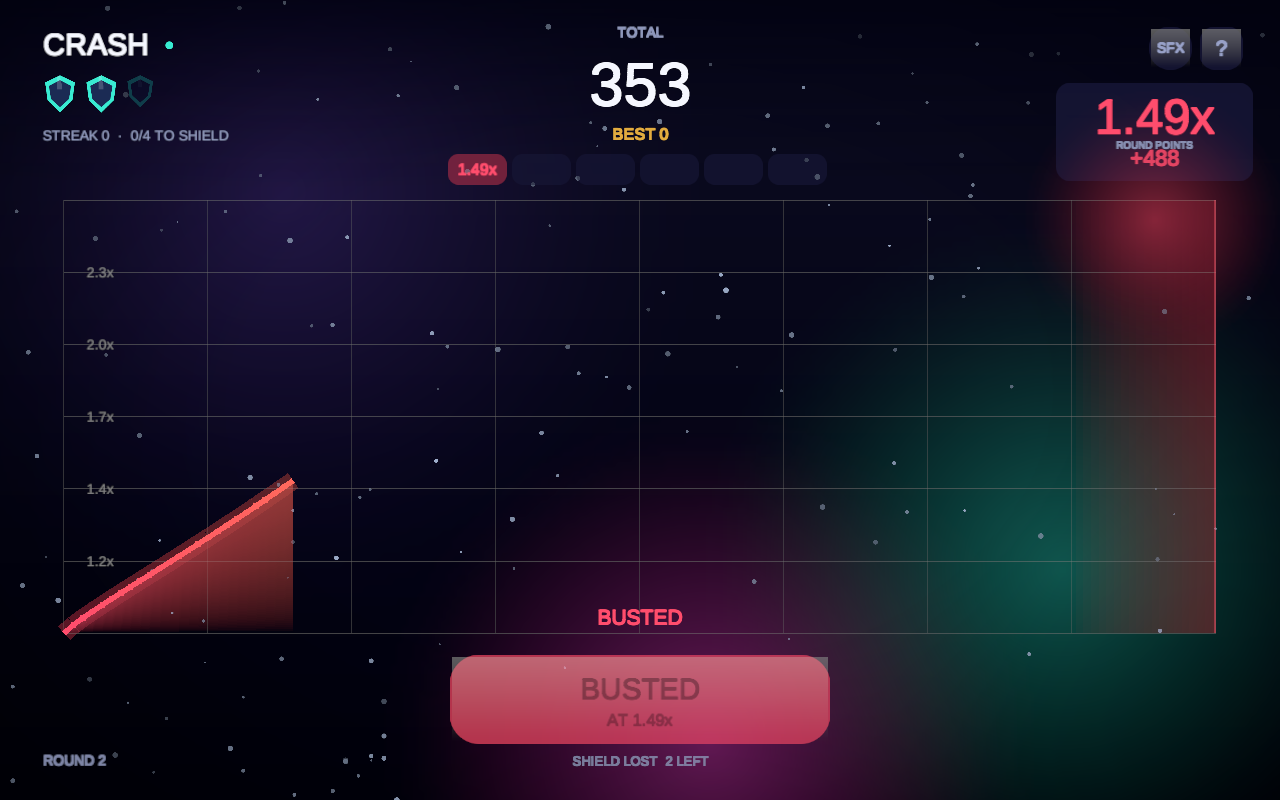 CRASH
TOTAL
353
BEST 0
SFX
?
STREAK 0 · 0/4 TO SHIELD
1.49x
ROUND POINTS
+488
1.49x
2.3x
2.0x
1.7x
1.4x
1.2x
BUSTED
BUSTED
AT 1.49x
ROUND 2
SHIELD LOST 2 LEFT